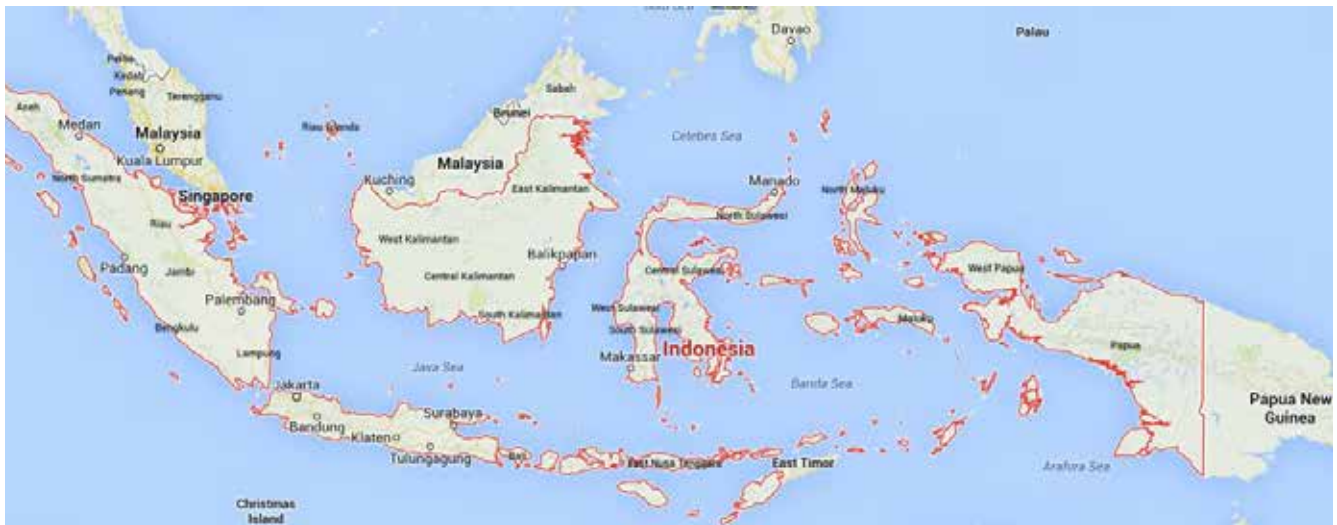 Davao
Palau
Perlis
Kedah
Penang
Terengganu
Sabah
Aceh
Medan
Malaysia
Kuala Lumpur
Riau Islands
Brunei
Celebes Sea
Malaysia
North Sumatra
Singapore
Kuching
East Kalimantan
Manado
North Maluku
North Sulawesi
Riau
West Kalimantan
Balikpapan
Padang
Jambi
Central Kalimantan
Central Sulawesi
West Papua
Palembang
West Sulawesi
South Kalimantan
Bengkulu
South Sulawesi
Maluku
Indonesia
Papua
Lampung
Makassar
Java Sea
Banda Sea
Jakarta
Surabaya
Bandung
Klaten
Tulungagung
Bali
East Nusa Tenggara
East Timor
Papua New
Guinea
Arafura Sea
Christmas
Island